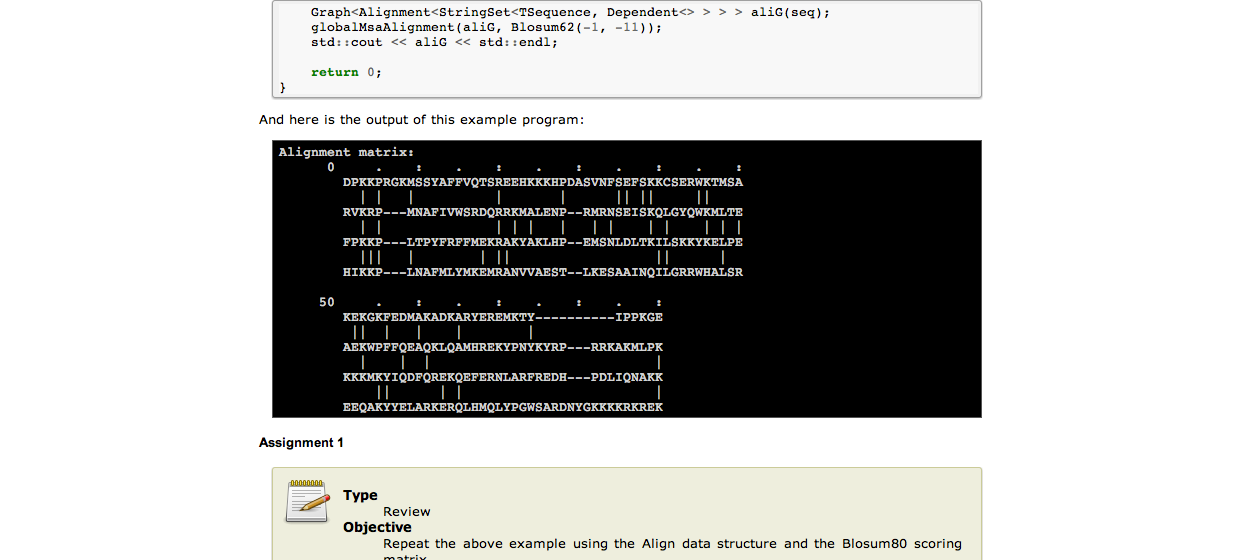 Graph<Alignment<StringSet<TSequence, Dependent<> > > > aliG(seq);
globalMsaAlignment(aliG, Blosum62(-1, -11));
std::cout << aliG << std::endl;
return 0;
}
And here is the output of this example program:
Alignment matrix:
0     .    :    .    :    .    :    .    :    .    :
DPKKPRGKMSSYAFFVQTSREEHKKKHPDASVNFSEFSKKCSERWKTMSA
| |   |          |       |      || ||     ||
RVKRP---MNAFIVWSRDQRRKMALENP--RMRNSEISKQLGYQWKMLTE
| |              | | |   |   | |    | |    | | |
FPKKP---LTPYFRFFMEKRAKYAKLHP--EMSNLDLTKILSKKYKELPE
|||   |        | ||                  ||      |
HIKKP---LNAFMLYMKEMRANVVAEST--LKESAAINQILGRRWHALSR
50     .    :    .    :    .    :    .    :
KEKGKFEDMAKADKARYEREMKTY----------IPPKGE
||  |   |    |        |
AEKWPFFQEAQKLQAMHREKYPNYKYRP---RRKAKMLPK
|    |  |                            |
KKKMKYIQDFQREKQEFERNLARFREDH---PDLIQNAKK
||      | |                        |
EEQAKYYELARKERQLHMQLYPGWSARDNYGKKKKRKREK
Assignment 1
Type
Review
Objective
Repeat the above example using the Align data structure and the Blosum80 scoring
matrix.